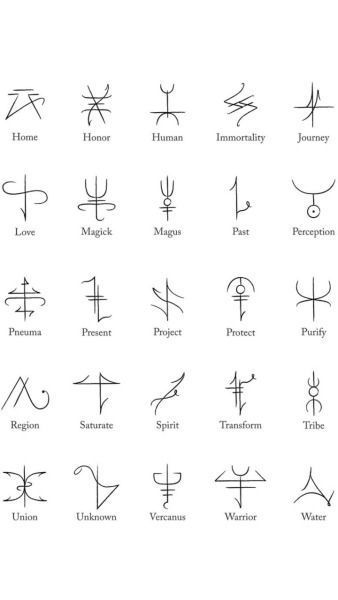 Home Honor Human Immortality Journey
Love Magick Magus Past Perception
Pneuma Present Project Protect Purify
Region Saturate Spirit Transform Tribe
Union Unknown Vercanus Warrior Water